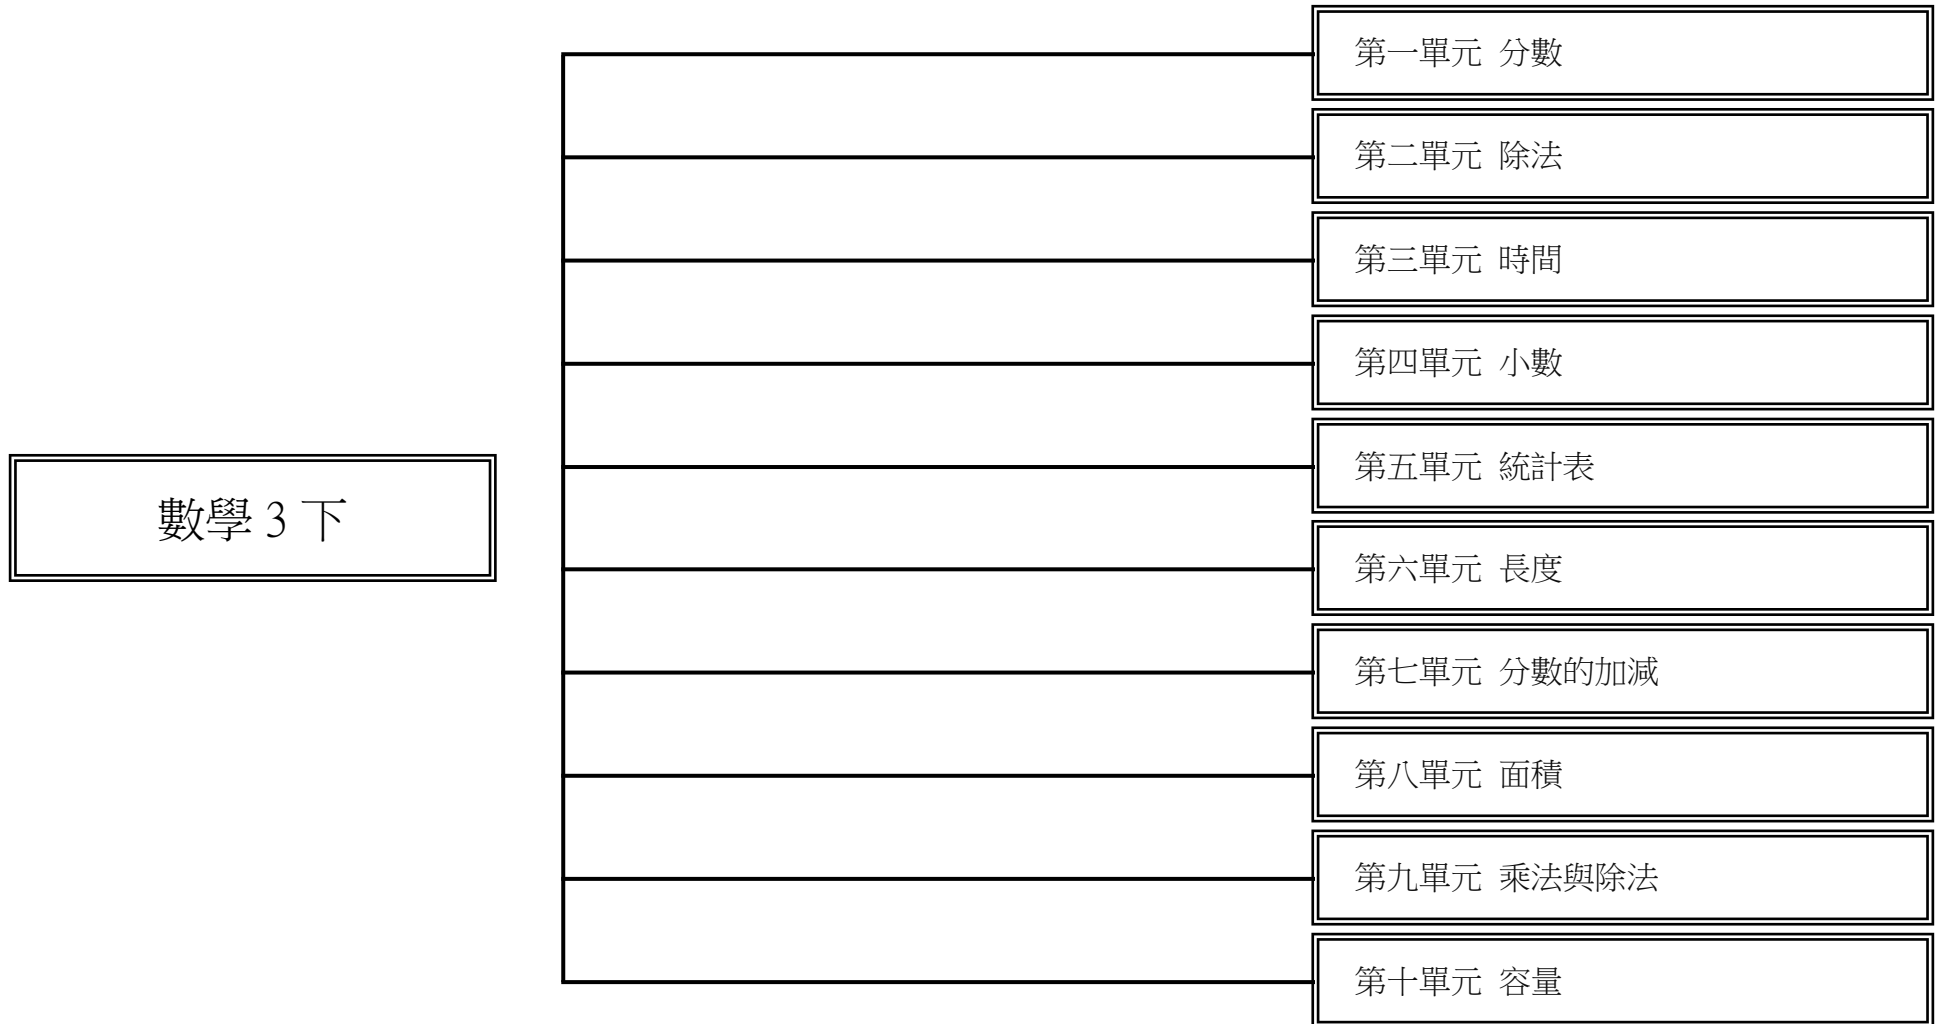 第一單元 分數
第二單元 除法
第三單元 時間
第四單元 小數
第五單元 統計表
數學 3 下
第六單元 長度
第七單元 分數的加減
第八單元 面積
第九單元 乘法與除法
第十單元 容量